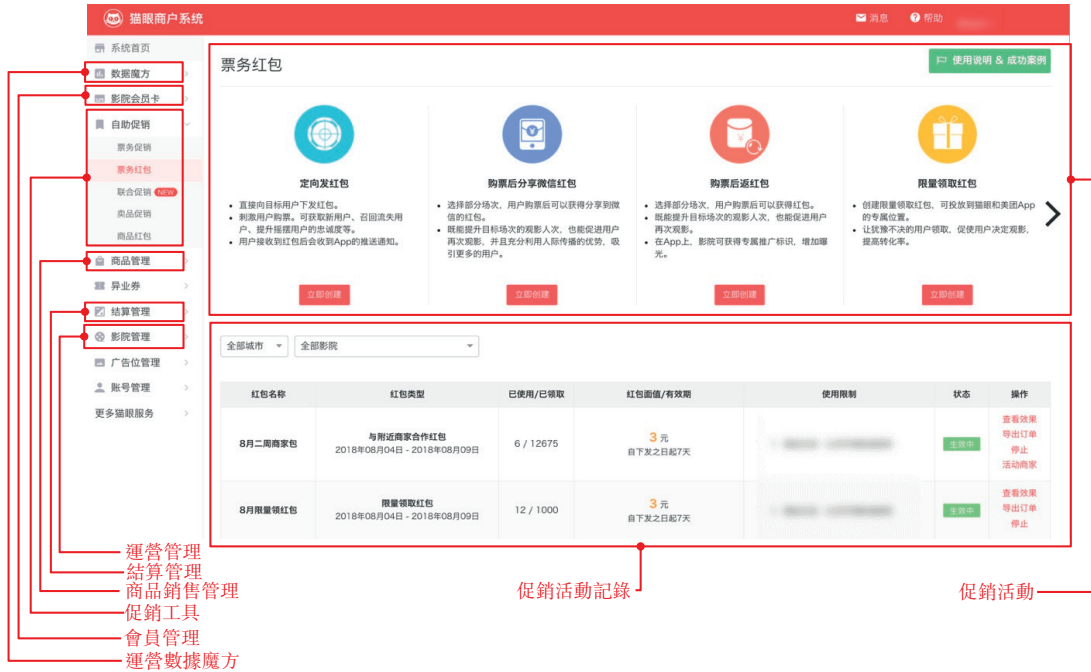 猫眼商户系统
消息
帮助
系统首页
数据魔方
影院会员卡
自助促销
票务促销
票务红包
联合促销 NEW
卖品促销
商品红包
商品管理
异业券
结算管理
影院管理
广告位管理
账号管理
更多猫眼服务
票务红包
使用说明 & 成功案例
定向发红包
• 直接向目标用户下发红包。
• 刺激用户购票。可获取新用户、召回流失用
户、提升摇摆用户的忠诚度等。
• 用户接收到红包后会收到App的推送通知。
立即创建
购票后分享微信红包
• 选择部分场次，用户购票后可以获得分享到微
信的红包。
• 既能提升目标场次的观影人次，也能促进用户
再次观影，并且充分利用人际传播的优势，吸
引更多的用户。
立即创建
购票后返红包
• 选择部分场次，用户购票后可以获得红包。
• 既能提升目标场次的观影人次，也能促进用户
再次观影。
• 在App上，影院可获得专属推广标识，增加曝
光。
立即创建
限量领取红包
• 创建限量领取红包，可投放到猫眼和美团App
的专属位置。
• 让犹豫不决的用户领取，促使用户决定观影，
提高转化率。
立即创建
全部城市
全部影院
红包名称 红包类型 已使用/已领取 红包面值/有效期 使用限制 状态 操作
8月二周商家包
与附近商家合作红包
2018年08月04日 - 2018年08月09日
6 / 12675
3 元
自下发之日起7天
生效中
查看效果
导出订单
停止
活动商家
8月限量领红包
限量领取红包
2018年08月04日 - 2018年08月09日
12 / 1000
3 元
自下发之日起7天
生效中
查看效果
导出订单
停止
運營管理
結算管理
商品銷售管理
促銷工具
會員管理
運營數據魔方
促銷活動記錄
促銷活動